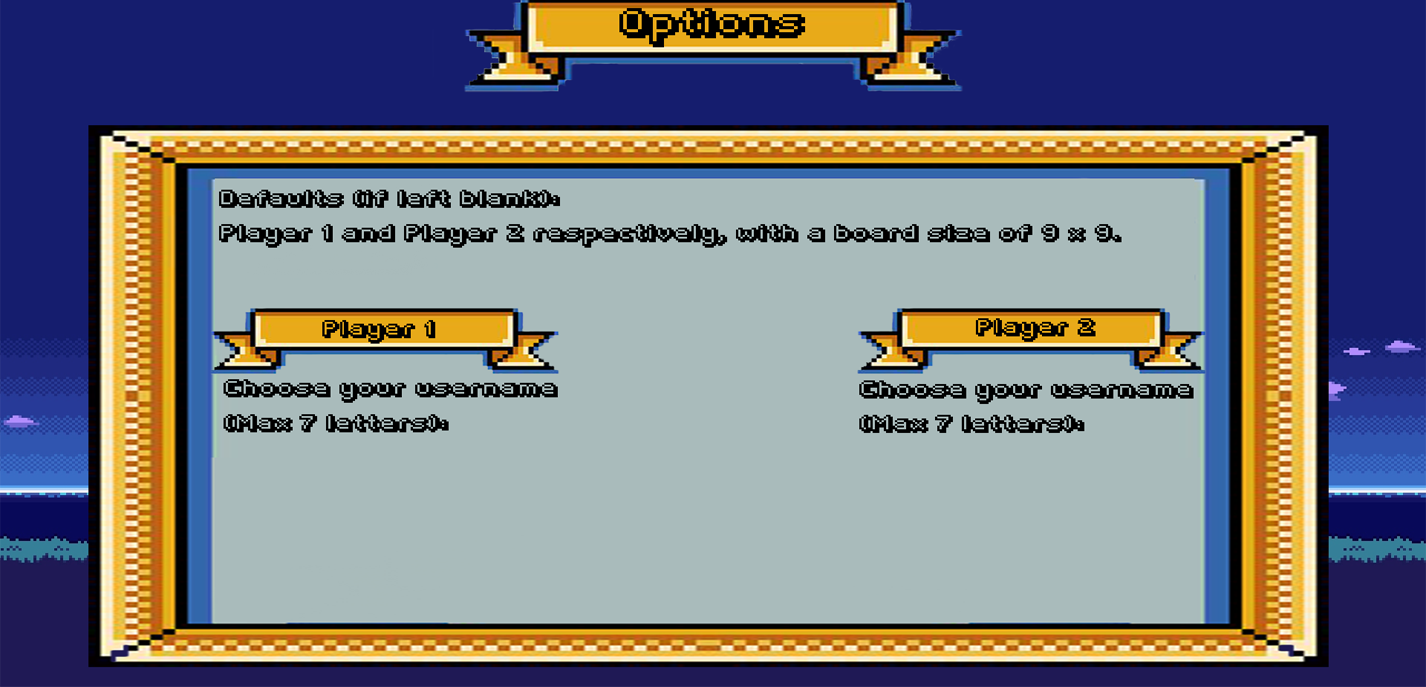 Options
Defaults (if left blank):
Player 1 and Player 2 respectively, with a board size of 9 x 9.
Player 1
Player 2
Choose your username
(Max 7 letters):
Choose your username
(Max 7 letters):